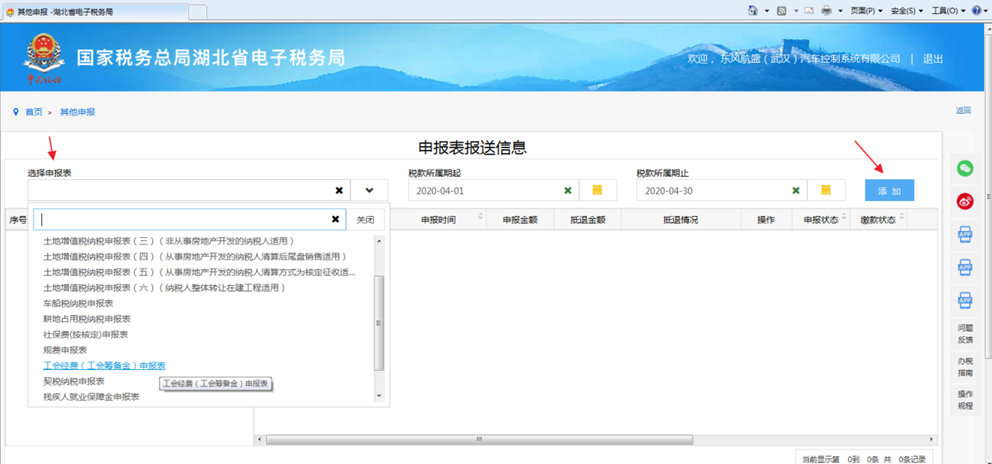 其他申报 -湖北省电子税务局
页面(P) 安全(S) 工具(O)
国家税务总局湖北省电子税务局
欢迎，东风航盛（武汉）汽车控制系统有限公司 | 退出
首页 » 其他申报
返回
申报表报送信息
选择申报表 税款所属期起 税款所属期止
2020-04-01 2020-04-30 添 加
序号 申报时间 申报金额 抵退金额 抵退情况 操作 申报状态 缴款状态
关闭
土地增值税纳税申报表（三）（非从事房地产开发的纳税人适用）
土地增值税纳税申报表（四）（从事房地产开发的纳税人清算后尾盘销售适用）
土地增值税纳税申报表（五）（从事房地产开发的纳税人清算方式为核定征收适...
土地增值税纳税申报表（六）（纳税人整体转让在建工程适用）
车船税纳税申报表
耕地占用税纳税申报表
社保费(按核定)申报表
规费申报表
工会经费（工会筹备金）申报表
契税纳税申报表
工会经费（工会筹备金）申报表
残疾人就业保障金申报表
APP
APP
APP
问题
反馈
办税
指南
操作
规程
当前显示第 0到 0条 共 0条记录